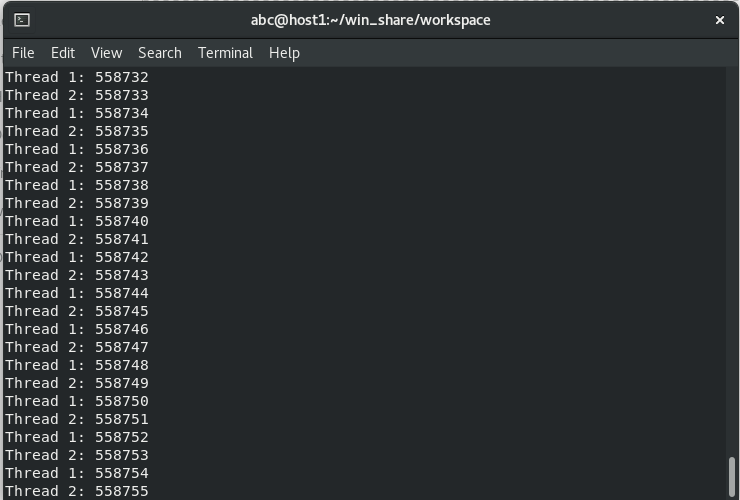 abc@host1:~/win_share/workspace
File Edit View Search Terminal Help
Thread 1: 558732
Thread 2: 558733
Thread 1: 558734
Thread 2: 558735
Thread 1: 558736
Thread 2: 558737
Thread 1: 558738
Thread 2: 558739
Thread 1: 558740
Thread 2: 558741
Thread 1: 558742
Thread 2: 558743
Thread 1: 558744
Thread 2: 558745
Thread 1: 558746
Thread 2: 558747
Thread 1: 558748
Thread 2: 558749
Thread 1: 558750
Thread 2: 558751
Thread 1: 558752
Thread 2: 558753
Thread 1: 558754
Thread 2: 558755